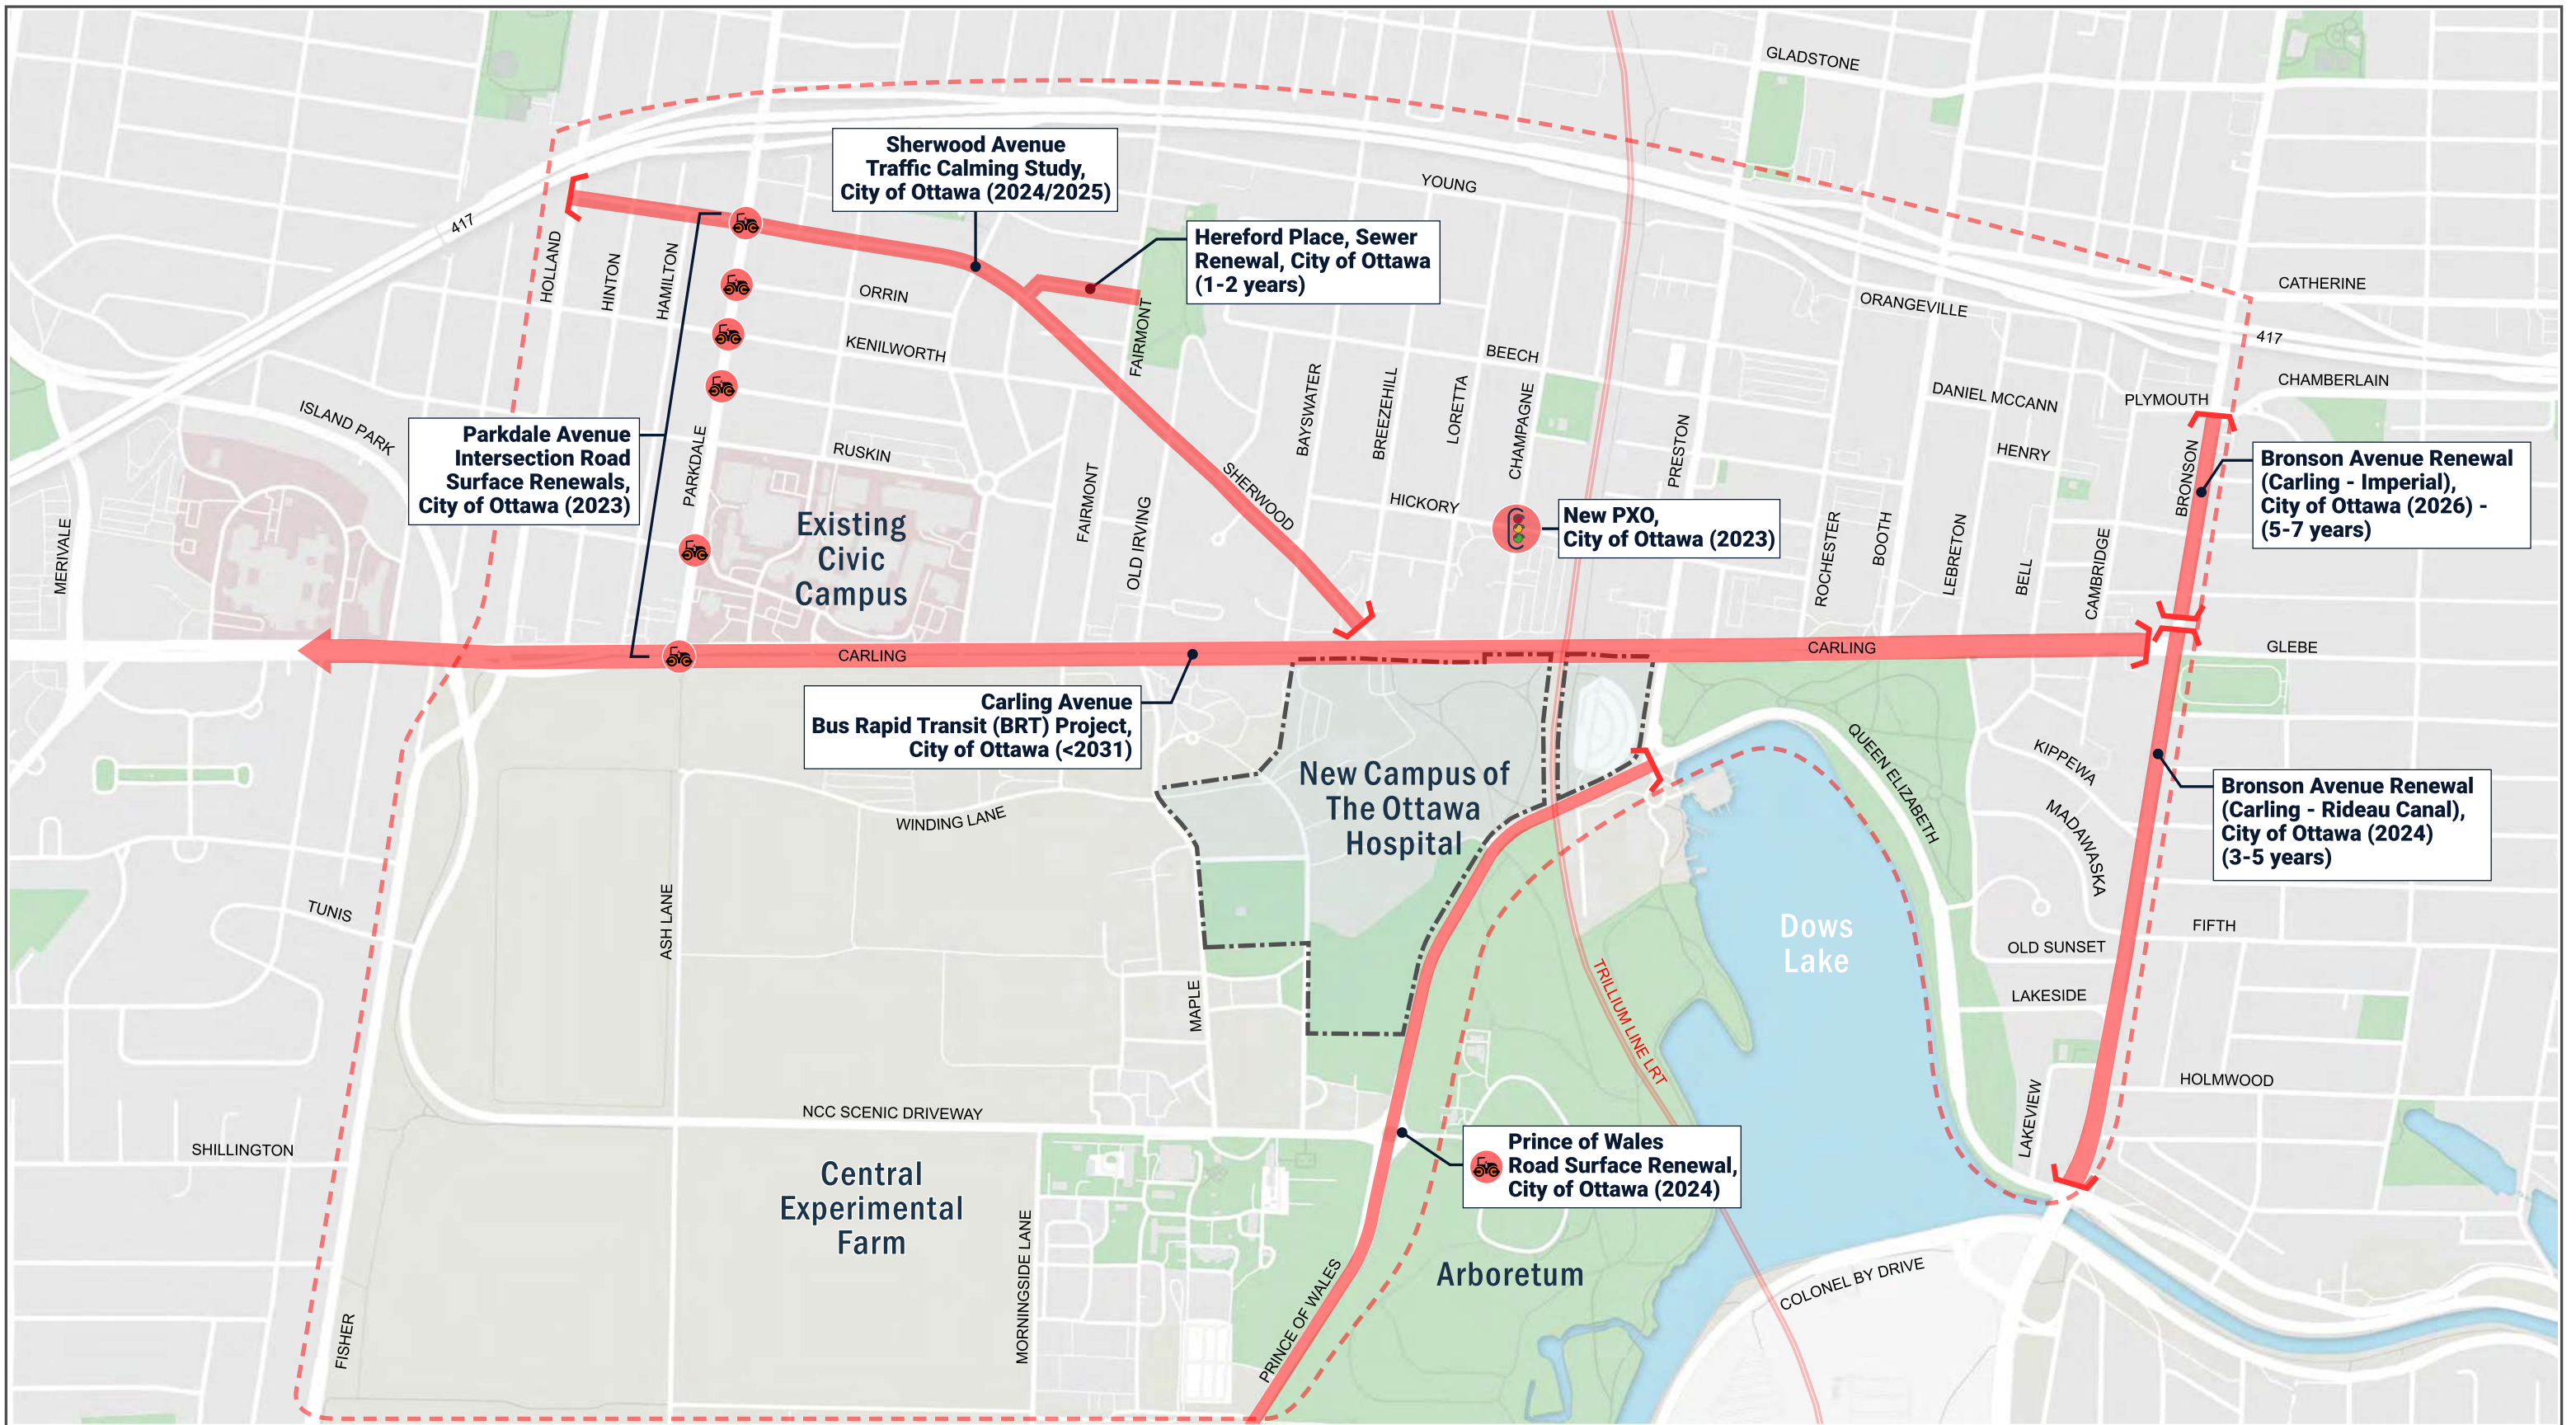 GLADSTONE
Sherwood Avenue
Traffic Calming Study,
City of Ottawa (2024/2025)
YOUNG
417
Hereford Place, Sewer
Renewal, City of Ottawa
(1-2 years)
HOLLAND
HINTON
HAMILTON
ORRIN
KENILWORTH
FAIRMONT
CATHERINE
ORANGEVILLE
417
BEECH
CHAMBERLAIN
DANIEL MCCANN
PLYMOUTH
BAYSWATER
BREEZEHILL
LORETTA
CHAMPAGNE
PRESTON
ISLAND PARK
Parkdale Avenue
Intersection Road
Surface Renewals,
City of Ottawa (2023)
PARKDALE
RUSKIN
HENRY
BRONSON
Bronson Avenue Renewal
(Carling - Imperial),
City of Ottawa (2026) -
(5-7 years)
MERIVALE
Existing
Civic
Campus
FAIRMONT
OLD IRVING
SHERWOOD
HICKORY
New PXO,
City of Ottawa (2023)
ROCHESTER
BOOTH
LEBRETON
BELL
CAMBRIDGE
CARLING
CARLING
GLEBE
Carling Avenue
Bus Rapid Transit (BRT) Project,
City of Ottawa (<2031)
New Campus of
The Ottawa
Hospital
QUEEN ELIZABETH
KIPPEWA
MADAWASKA
Bronson Avenue Renewal
(Carling - Rideau Canal),
City of Ottawa (2024)
(3-5 years)
WINDING LANE
TUNIS
ASH LANE
MAPLE
Dows
Lake
FIFTH
OLD SUNSET
LAKESIDE
TRILLIUM LINE LRT
HOLMWOOD
LAKEVIEW
NCC SCENIC DRIVEWAY
SHILLINGTON
Prince of Wales
Road Surface Renewal,
City of Ottawa (2024)
Central
Experimental
Farm
MORNINGSIDE LANE
Arboretum
PRINCE OF WALES
COLONEL BY DRIVE
FISHER